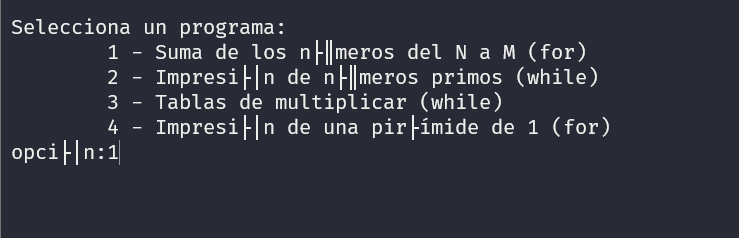 Selecciona un programa:
1 - Suma de los n├║meros del N a M (for)
2 - Impresi├│n de n├║meros primos (while)
3 - Tablas de multiplicar (while)
4 - Impresi├│n de una pir├ímide de 1 (for)
opci├│n:1